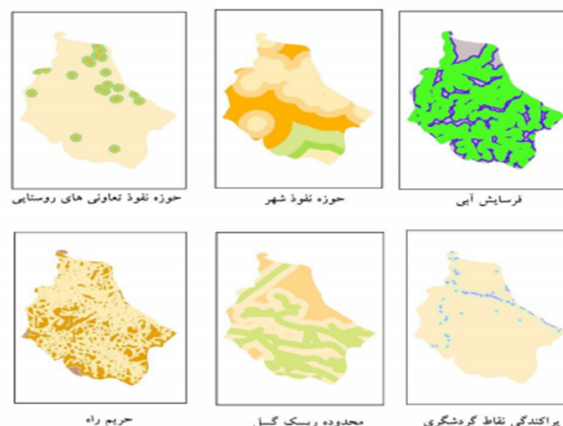 فرسایش آبی
حوزه نفوذ شهر
حوزه نفوذ تعاونی های روستایی
پراکندگی نقاط گردشگری
محدوده ریسک گسل
حریم راه